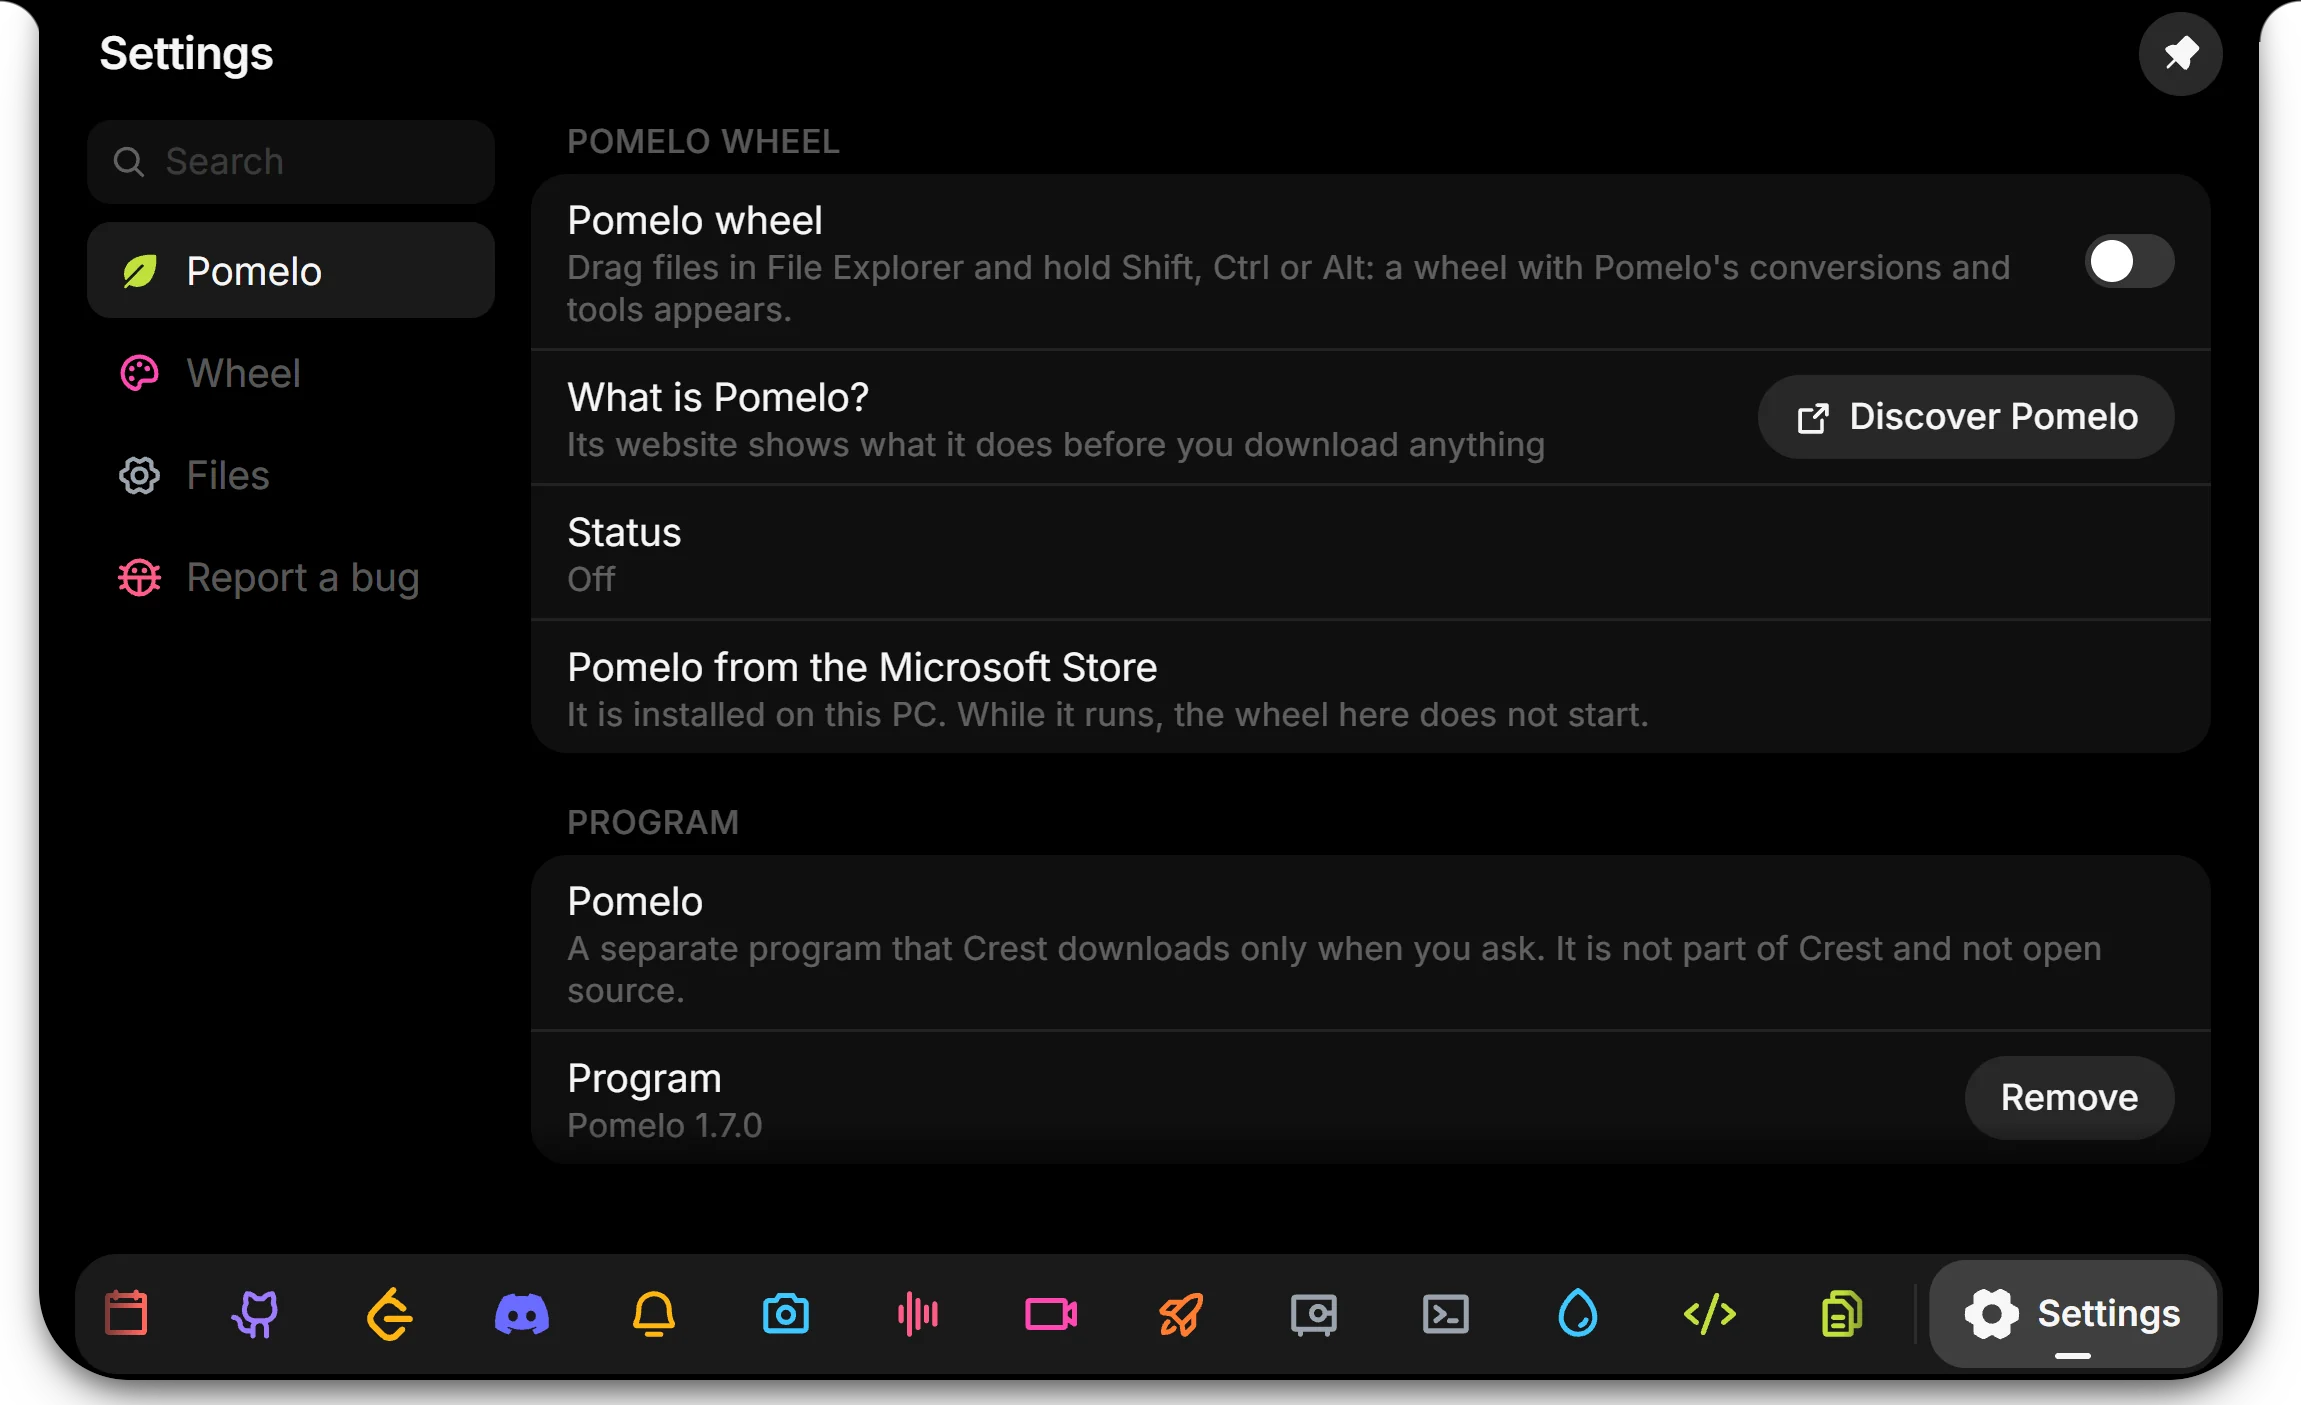 Settings
Search
Pomelo
Wheel
Files
Report a bug
POMELO WHEEL
Pomelo wheel
Drag files in File Explorer and hold Shift, Ctrl or Alt: a wheel with Pomelo's conversions and
tools appears.
What is Pomelo?
Its website shows what it does before you download anything
Discover Pomelo
Status
Off
Pomelo from the Microsoft Store
It is installed on this PC. While it runs, the wheel here does not start.
PROGRAM
Pomelo
A separate program that Crest downloads only when you ask. It is not part of Crest and not open
source.
Program
Pomelo 1.7.0
Remove
Settings